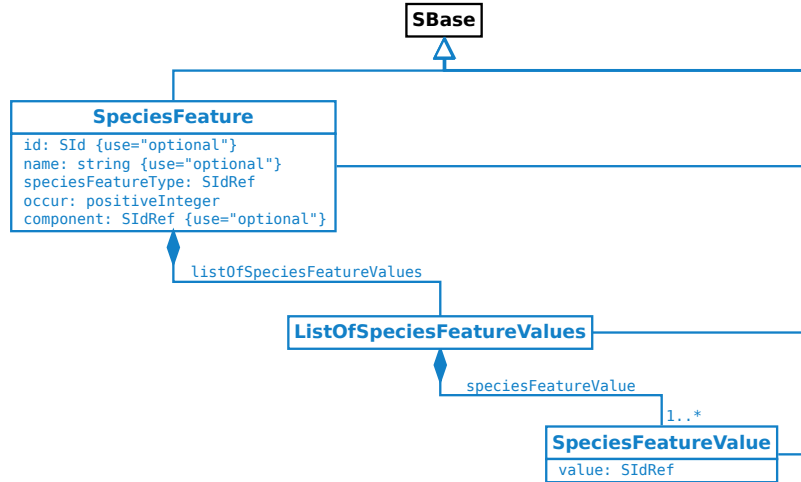 SBase
SpeciesFeature
id: SId {use="optional"}
name: string {use="optional"}
speciesFeatureType: SIdRef
occur: positiveInteger
component: SIdRef {use="optional"}
listOfSpeciesFeatureValues
ListOfSpeciesFeatureValues
speciesFeatureValue
1..*
SpeciesFeatureValue
value: SIdRef